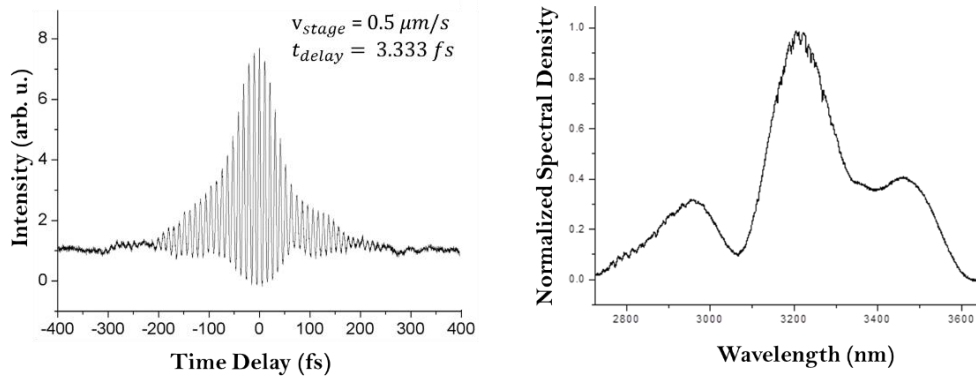 v_stage = 0.5 μm/s
t_delay = 3.333 fs
8
6
4
2
0
Intensity (arb. u.)
-400 -300 -200 -100 0 100 200 300 400
Time Delay (fs)
1.0
0.8
0.6
0.4
0.2
0.0
Normalized Spectral Density
2800 3000 3200 3400 3600
Wavelength (nm)